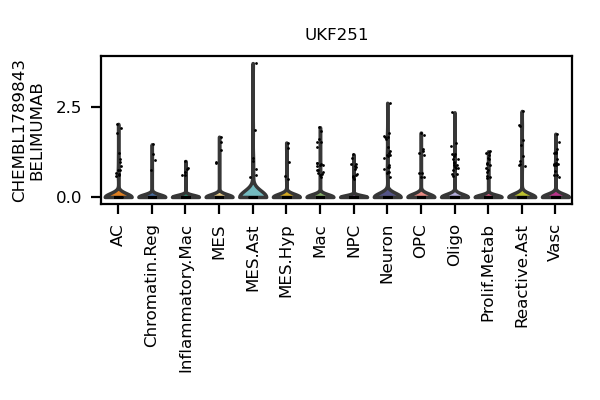 UKF251
CHEMBL1789843
BELIMUMAB
2.5
0.0
AC
Chromatin.Reg
Inflammatory.Mac
MES
MES.Ast
MES.Hyp
Mac
NPC
Neuron
OPC
Oligo
Prolif.Metab
Reactive.Ast
Vasc